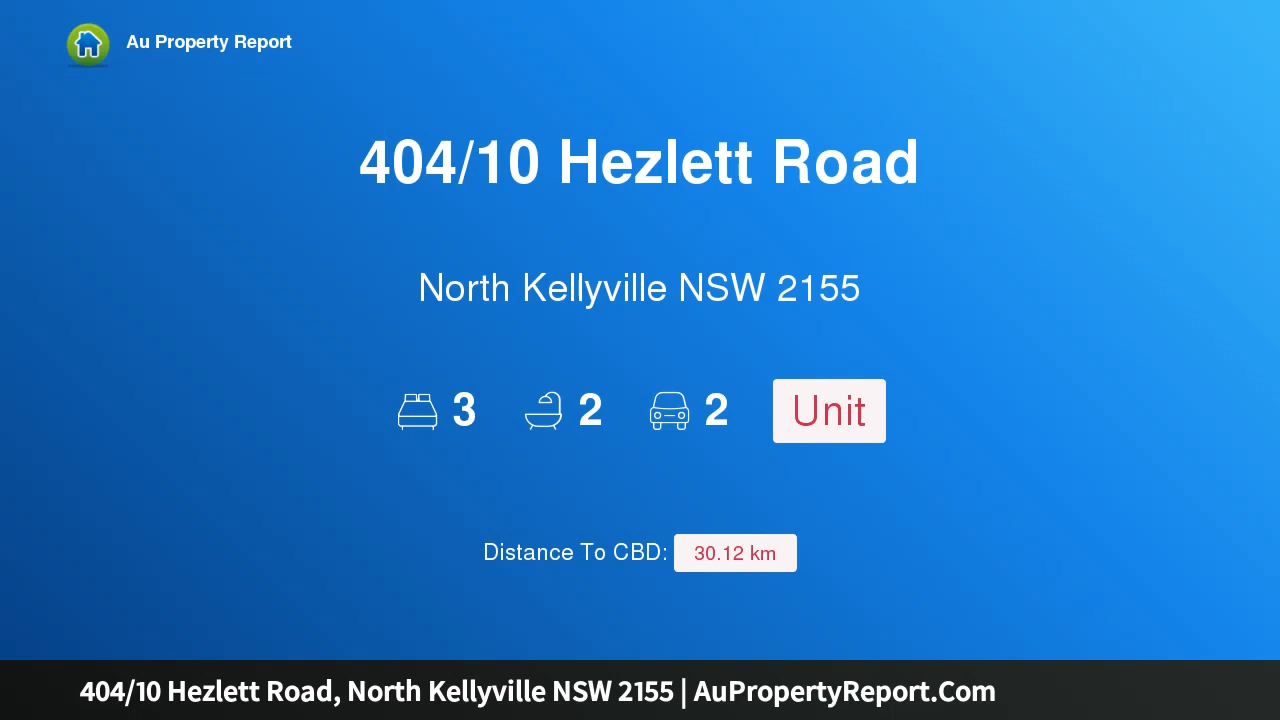 Au Property Report
404/10 Hezlett Road
North Kellyville NSW 2155
3 2 2 Unit
Distance To CBD: 30.12 km
404/10 Hezlett Road, North Kellyville NSW 2155 | AuPropertyReport.Com